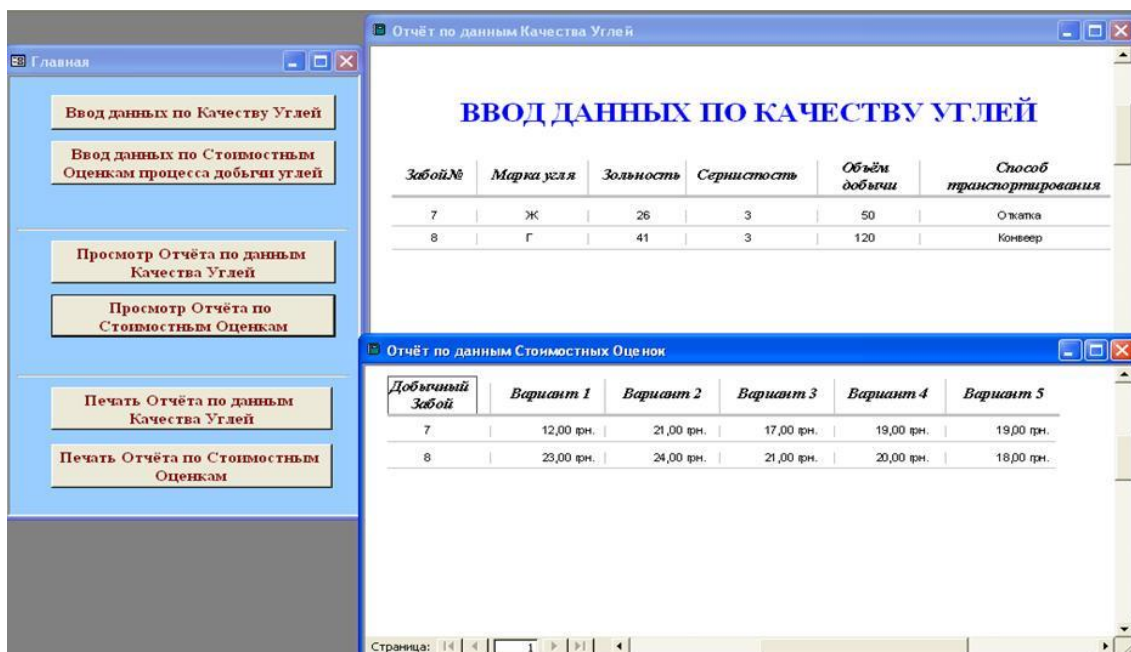 Главная
Ввод данных по Качеству Углей
Ввод данных по Стоимостным
Оценкам процесса добычи углей
Просмотр Отчёта по данным
Качества Углей
Просмотр Отчёта по
Стоимостным Оценкам
Печать Отчёта по данным
Качества Углей
Печать Отчёта по Стоимостным
Оценкам
Отчёт по данным Качества Углей
ВВОД ДАННЫХ ПО КАЧЕСТВУ УГЛЕЙ
Забой№ Марка угля Зольность Сернистость Объём добычи Способ транспортирования
7 Ж 26 3 50 Откатка
8 Г 41 3 120 Конвеер
Отчёт по данным Стоимостных Оценок
Добычный Забой Вариант 1 Вариант 2 Вариант 3 Вариант 4 Вариант 5
7 12,00 грн. 21,00 грн. 17,00 грн. 19,00 грн. 19,00 грн.
8 23,00 грн. 24,00 грн. 21,00 грн. 20,00 грн. 18,00 грн.
Страница: 1